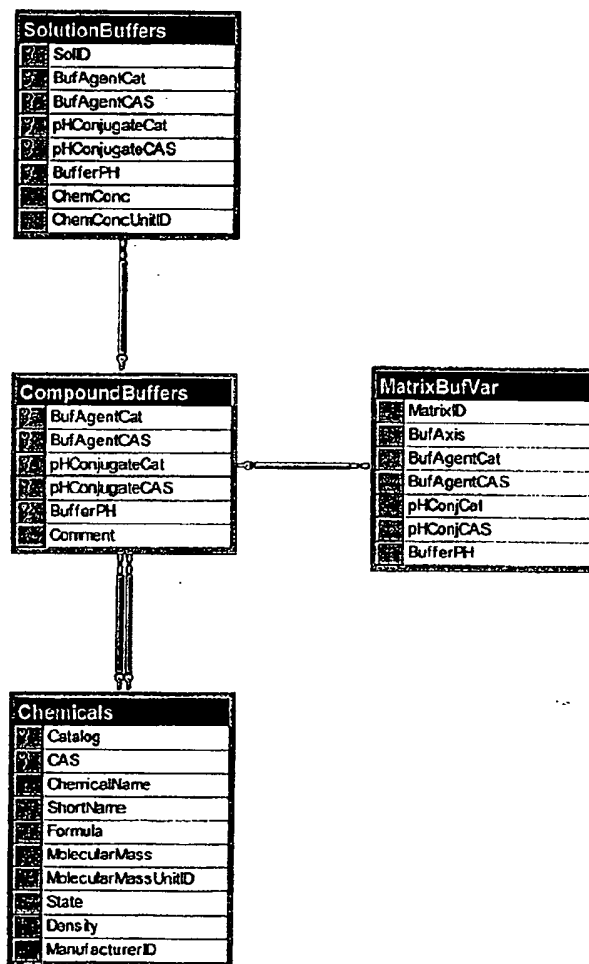 SolutionBuffers
SolID
BufAgentCat
BufAgentCAS
pHConjugateCat
pHConjugateCAS
BufferPH
ChemConc
ChemConcUnitID
CompoundBuffers
BufAgentCat
BufAgentCAS
pHConjugateCat
pHConjugateCAS
BufferPH
Comment
MatrixBufVar
MatrixID
BufAxis
BufAgentCat
BufAgentCAS
pHConjCat
pHConjCAS
BufferPH
Chemicals
Catalog
CAS
ChemicalName
ShortName
Formula
MolecularMass
MolecularMassUnitID
State
Density
ManufacturerID